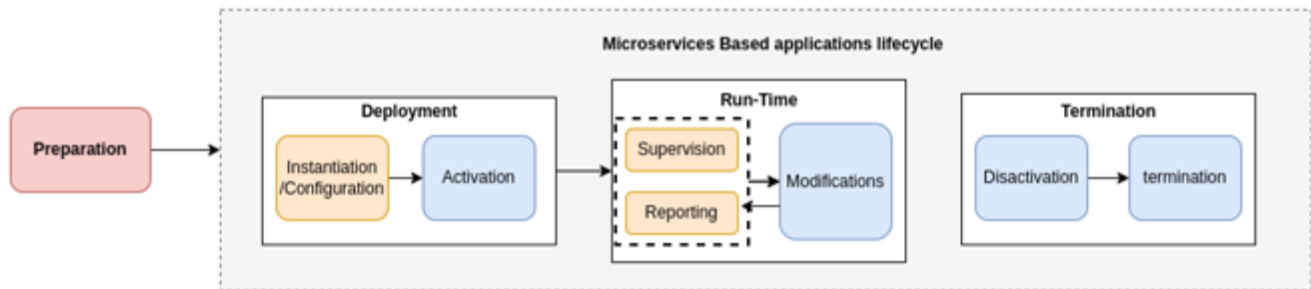 Microservices Based applications lifecycle
Preparation
Deployment
Instantiation
/Configuration
Activation
Run-Time
Supervision
Reporting
Modifications
Termination
Disactivation
termination